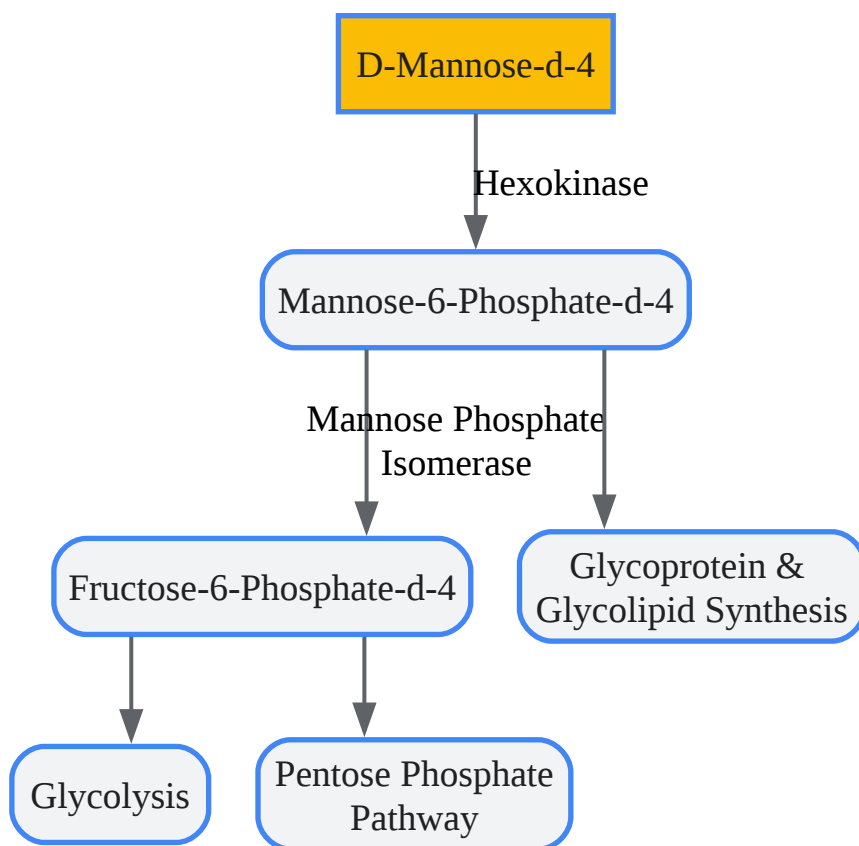 D-Mannose-d-4
Hexokinase
Mannose-6-Phosphate-d-4
Mannose Phosphate
Isomerase
Fructose-6-Phosphate-d-4
Glycoprotein &
Glycolipid Synthesis
Glycolysis
Pentose Phosphate
Pathway